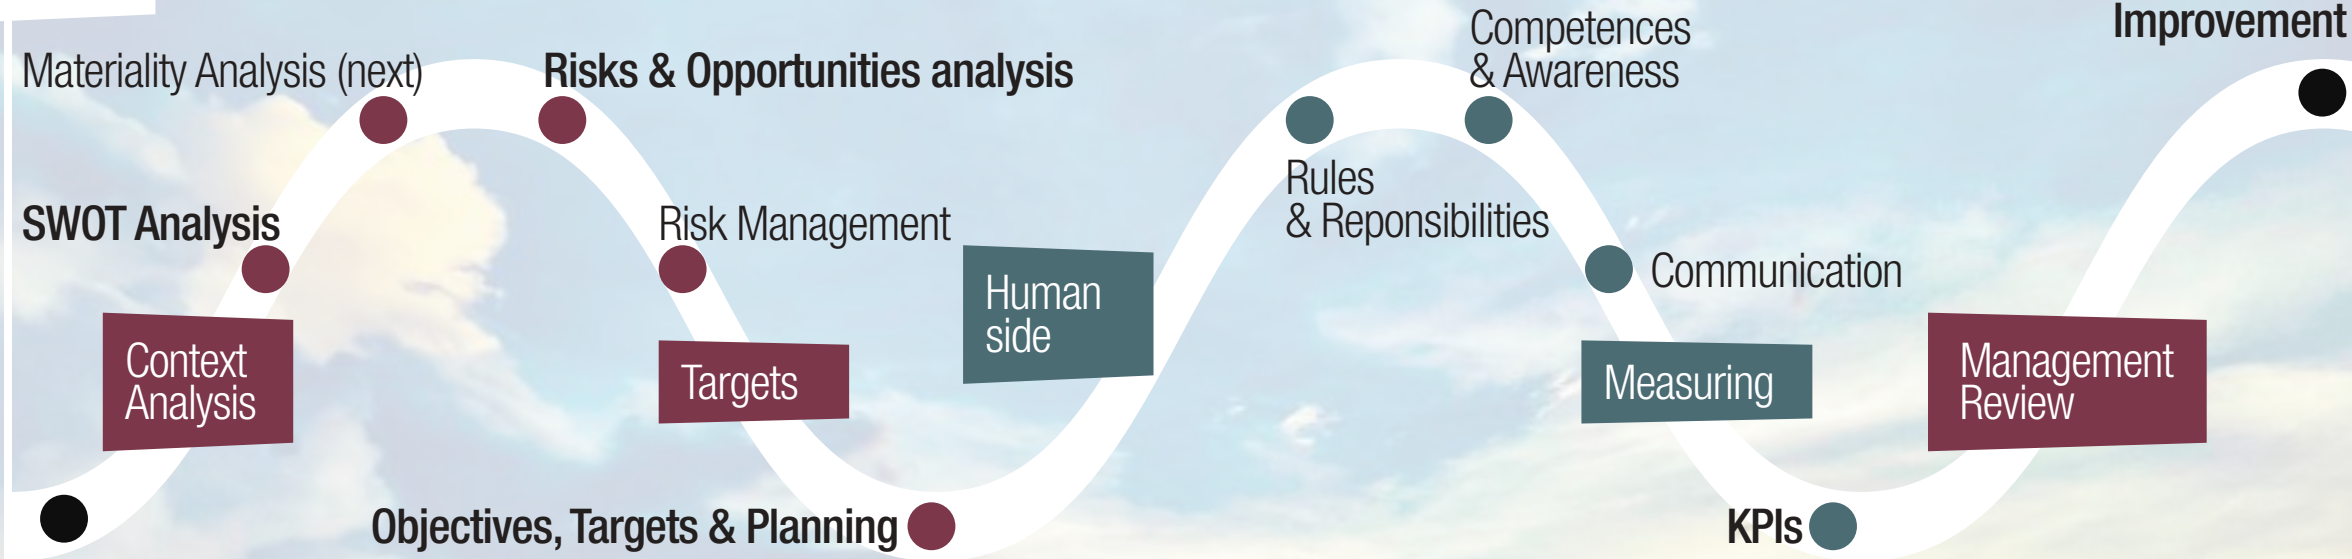 Materiality Analysis (next)
SWOT Analysis
Context
Analysis
Risks & Opportunities analysis
Risk Management
Targets
Objectives, Targets & Planning
Human
side
Rules
& Reponsibilities
Competences
& Awareness
Communication
Measuring
KPIs
Management
Review
Improvement